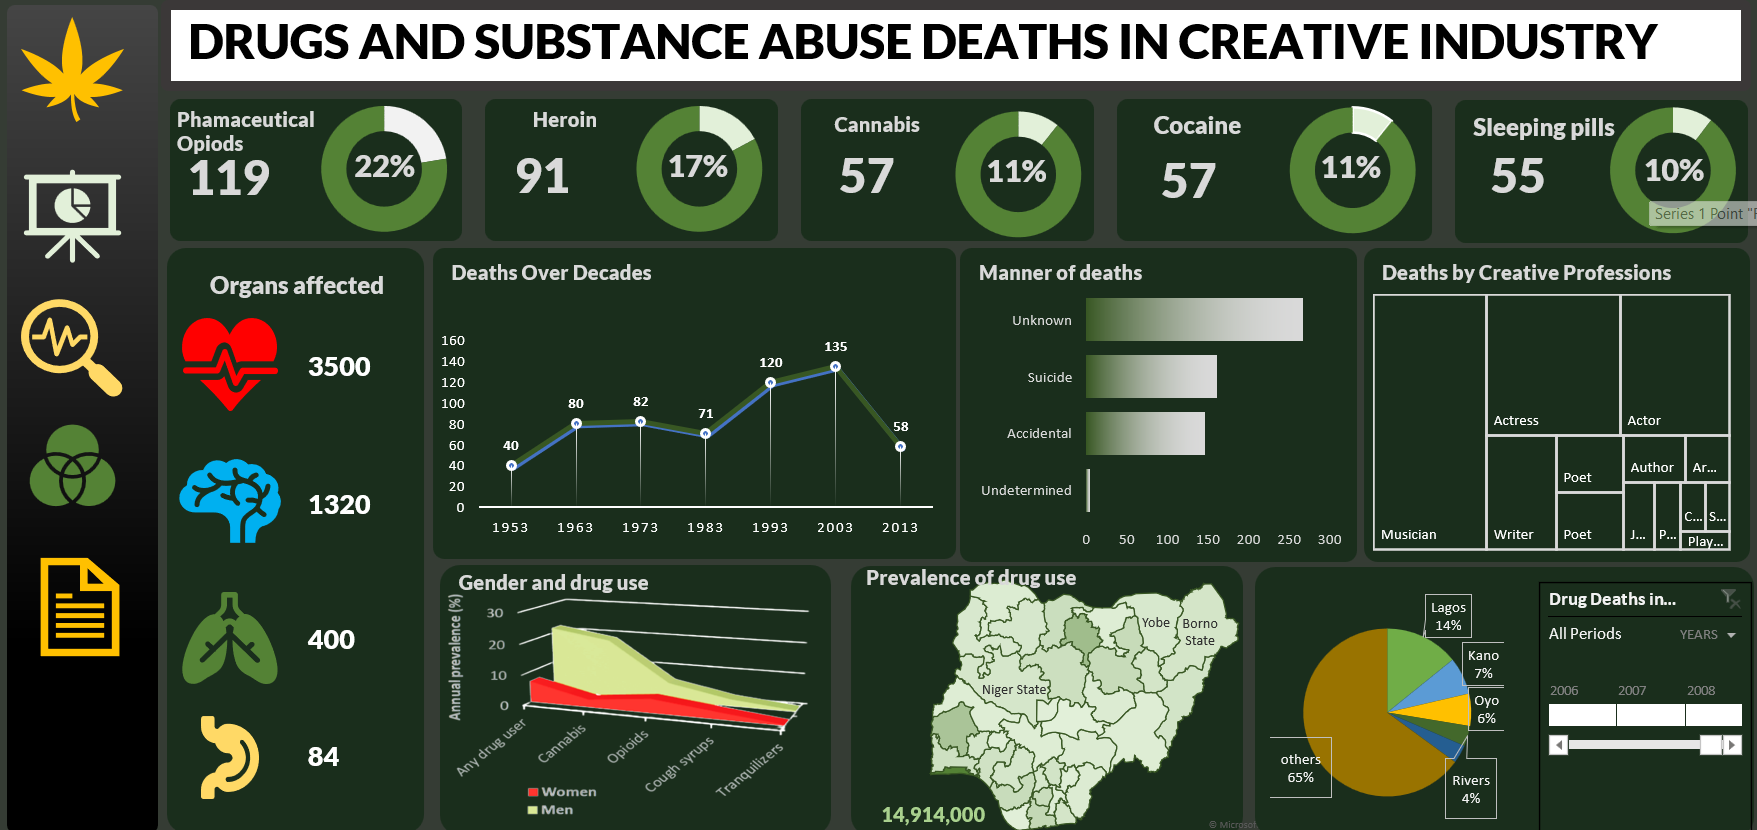 DRUGS AND SUBSTANCE ABUSE DEATHS IN CREATIVE INDUSTRY
Phamaceutical
Opiods
119
22%
Heroin
91
17%
Cannabis
57
11%
Cocaine
57
11%
Sleeping pills
55
10%
Series 1 Point "F
Organs affected
3500
1320
400
84
Deaths Over Decades
160
140
120
100
80
60
40
20
0
40
80
82
71
120
135
58
1953
1963
1973
1983
1993
2003
2013
Manner of deaths
Unknown
Suicide
Accidental
Undetermined
0
50
100
150
200
250
300
Deaths by Creative Professions
Musician
Actress
Actor
Writer
Poet
Poet
Author
Ar...
J...
P...
C...
S...
Play...
Gender and drug use
Annual prevalence (%)
30
20
10
0
Any drug user
Cannabis
Opioids
Cough syrups
Tranquilizers
Women
Men
Prevalence of drug use
Yobe
Borno
State
Niger State
14,914,000
© Microsof
Lagos
14%
Kano
7%
Oyo
6%
Rivers
4%
others
65%
Drug Deaths in...
All Periods
YEARS
2006
2007
2008